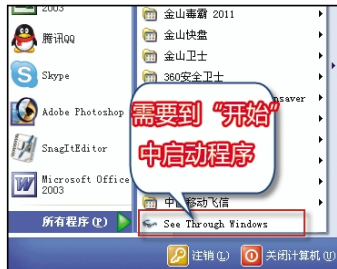 2003
腾讯QQ
Skype
Adobe Photoshop
SnagItEditor
Microsoft Office
2003
所有程序(P)
金山毒霸 2011
金山快盘
金山卫士
360安全卫士
nsaver
需要到“开始”
中启动程序
中国移动飞信
See Through Windows
注销(L)
关闭计算机(U)